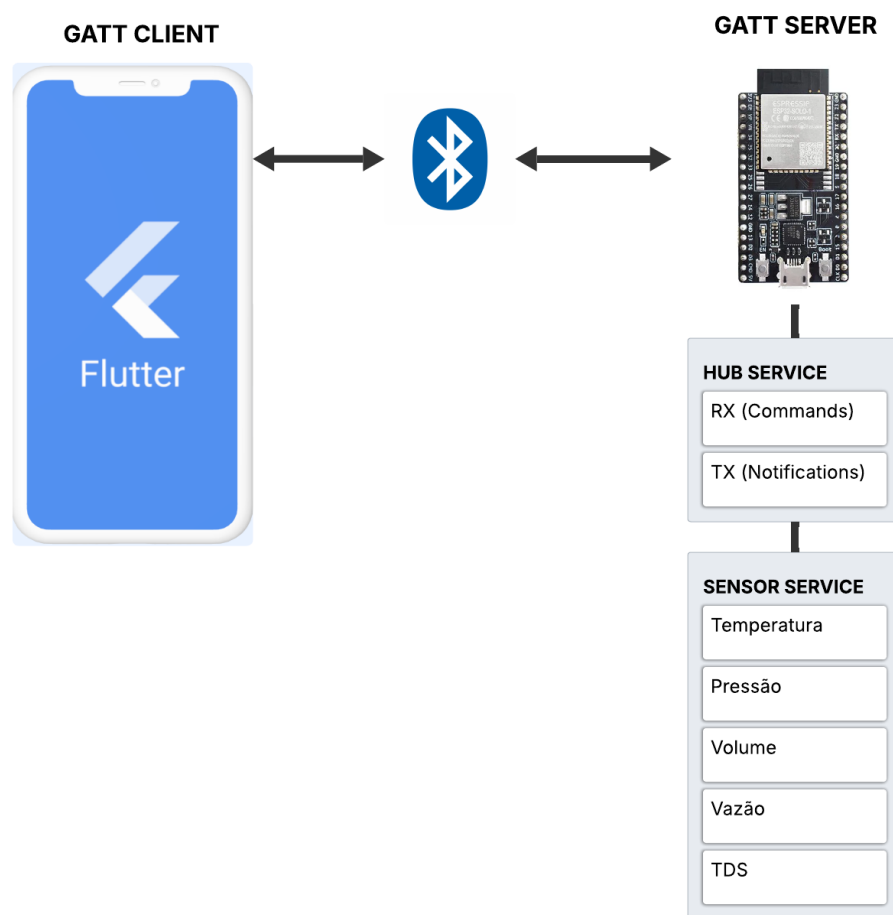 GATT CLIENT
GATT SERVER
Flutter
HUB SERVICE
RX (Commands)
TX (Notifications)
SENSOR SERVICE
Temperatura
Pressão
Volume
Vazão
TDS